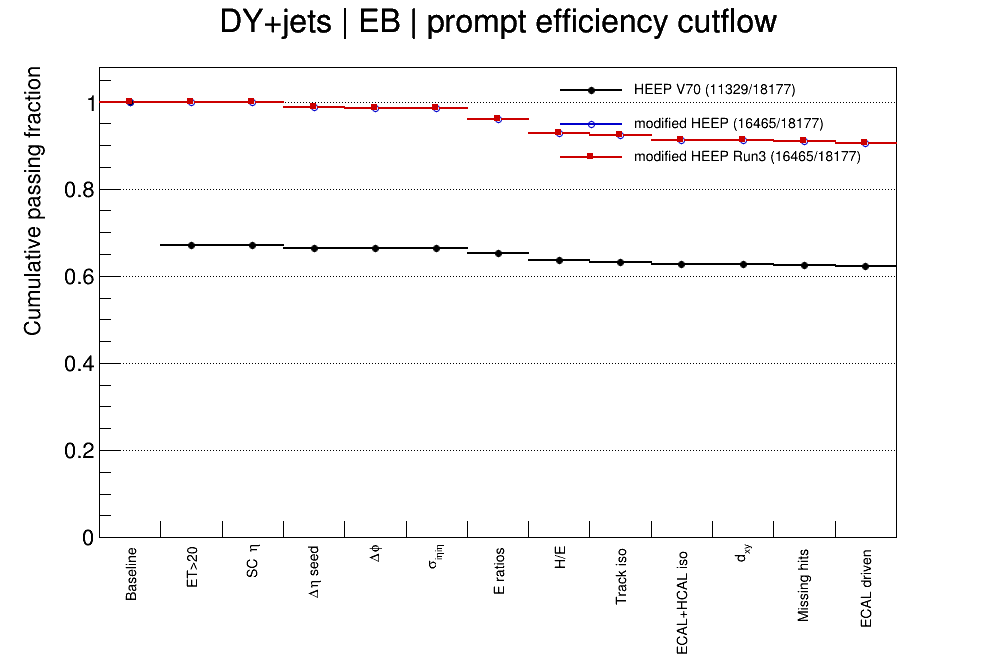 DY+jets | EB | prompt efficiency cutflow
Cumulative passing fraction
1
0.8
0.6
0.4
0.2
0
HEEP V70 (11329/18177)
modified HEEP (16465/18177)
modified HEEP Run3 (16465/18177)
Baseline
ET>20
SC η
Δη seed
Δϕ
σiηiη
E ratios
H/E
Track iso
ECAL+HCAL iso
dxy
Missing hits
ECAL driven